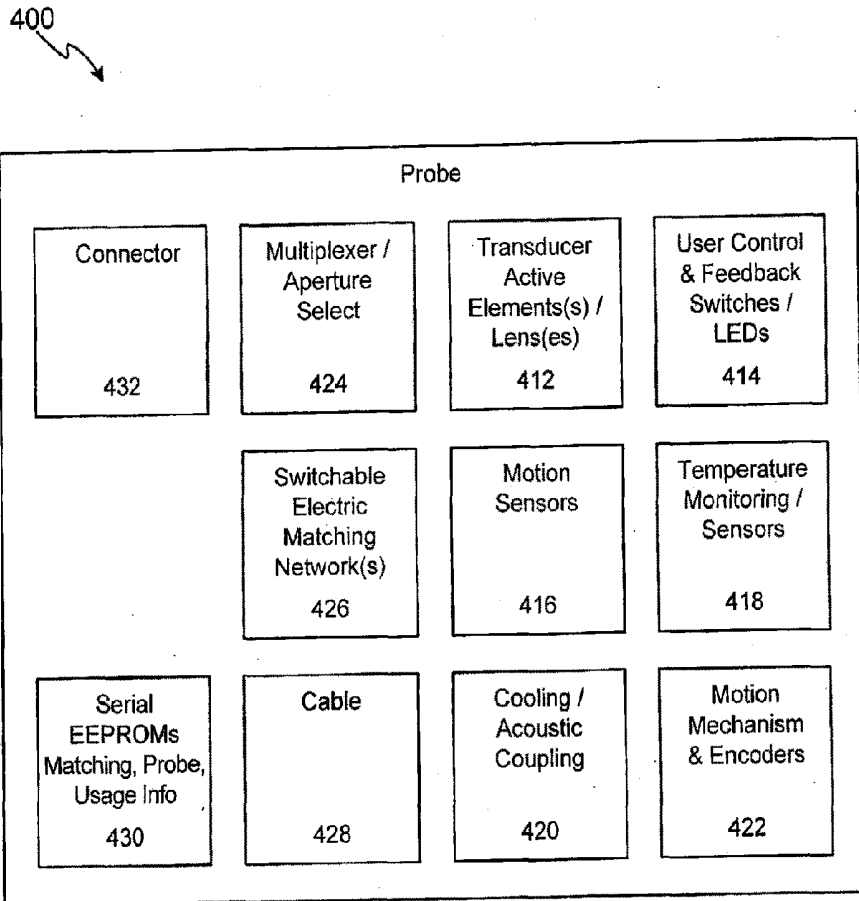 400
Probe
Connector
432
Multiplexer /
Aperture
Select
424
Transducer
Active
Elements(s) /
Lens(es)
412
User Control
& Feedback
Switches /
LEDs
414
Switchable
Electric
Matching
Network(s)
426
Motion
Sensors
416
Temperature
Monitoring /
Sensors
418
Serial
EEPROMs
Matching, Probe,
Usage Info
430
Cable
428
Cooling /
Acoustic
Coupling
420
Motion
Mechanism
& Encoders
422